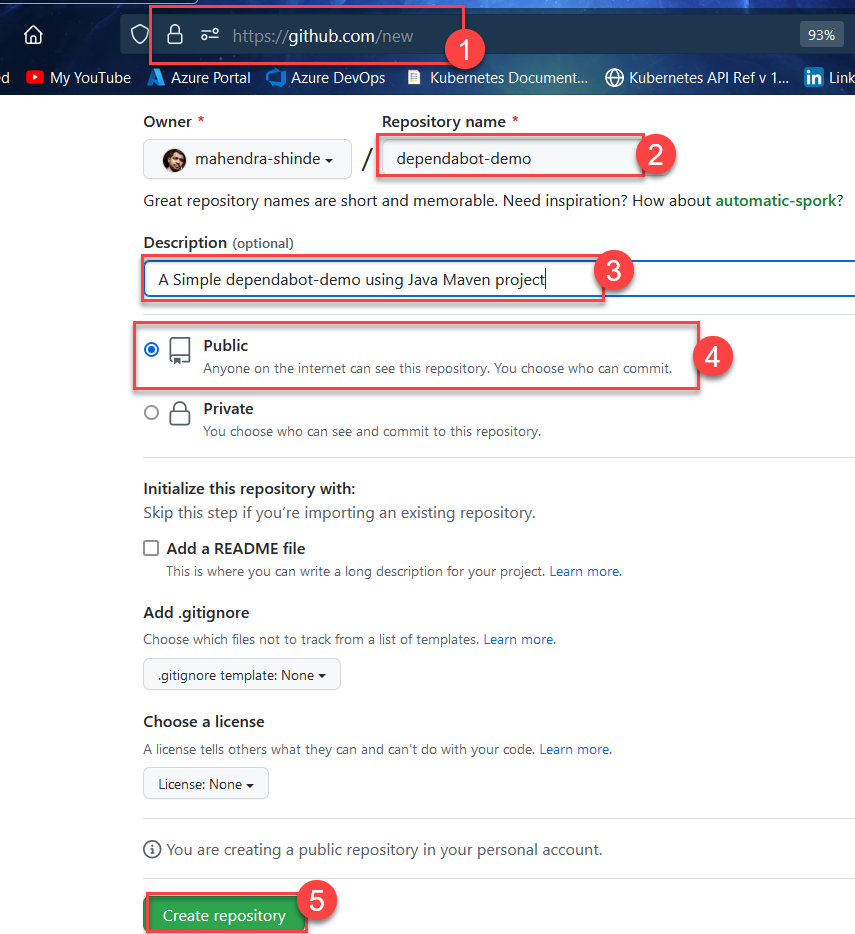 https://github.com/new
93%
1
d My YouTube Azure Portal Azure DevOps Kubernetes Document... Kubernetes API Ref v 1... in Link
Owner * Repository name *
mahendra-shinde / dependabot-demo 2
Great repository names are short and memorable. Need inspiration? How about automatic-spork?
Description (optional)
A Simple dependabot-demo using Java Maven project 3
Public
Anyone on the internet can see this repository. You choose who can commit. 4
Private
You choose who can see and commit to this repository.
Initialize this repository with:
Skip this step if you’re importing an existing repository.
Add a README file
This is where you can write a long description for your project. Learn more.
Add .gitignore
Choose which files not to track from a list of templates. Learn more.
.gitignore template: None
Choose a license
A license tells others what they can and can't do with your code. Learn more.
License: None
You are creating a public repository in your personal account.
Create repository 5